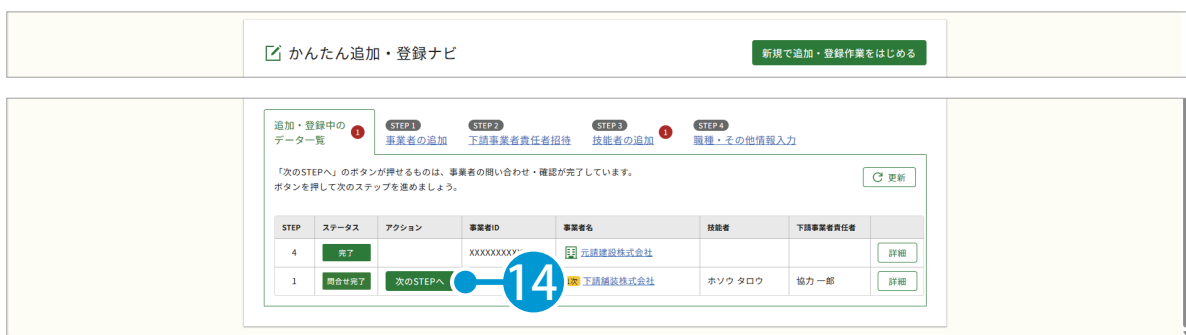 かんたん追加・登録ナビ
新規で追加・登録作業をはじめる
追加・登録中の
データ一覧
1
STEP 1
事業者の追加
STEP 2
下請事業者責任者招待
STEP 3
技能者の追加
1
STEP 4
職種・その他情報入力
「次のSTEPへ」のボタンが押せるものは、事業者の問い合わせ・確認が完了しています。
ボタンを押して次のステップを進めましょう。
更新
STEP ステータス アクション 事業者ID 事業者名 技能者 下請事業者責任者
4 完了 XXXXXXXXXX 元請建設株式会社 詳細
1 問合せ完了 次のSTEPへ 14 次 下請舗装株式会社 ホソウ タロウ 協力 一郎 詳細